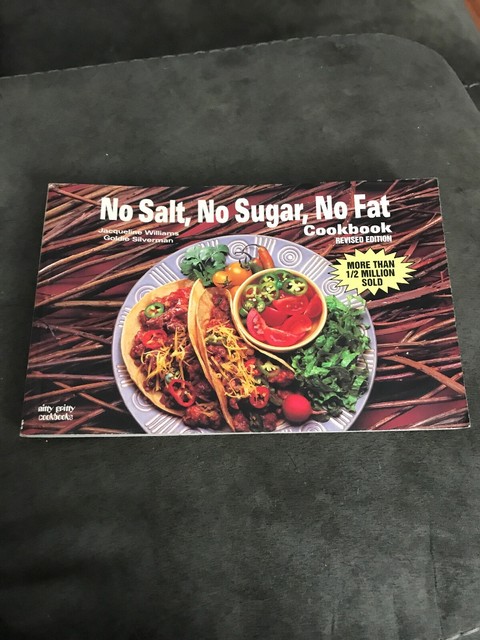 No Salt, No Sugar, No Fat
Jacqueline Williams
Goldie Silverman
Cookbook
REVISED EDITION
MORE THAN
1/2 MILLION
SOLD
nitty gritty
cookbooks